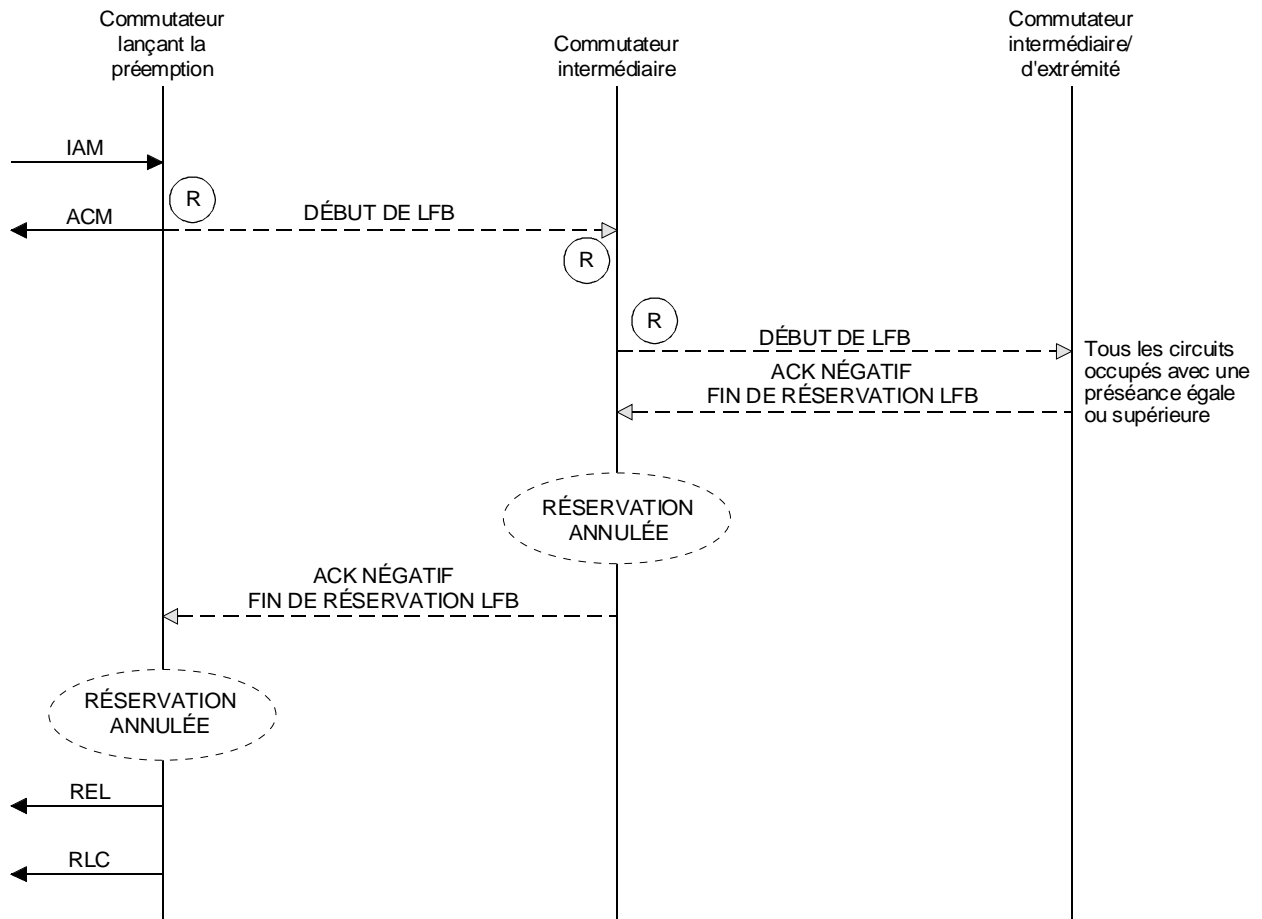 Commutateur
lançant la
préemption
Commutateur
intermédiaire
Commutateur
intermédiaire/
d'extrémité
IAM
R
ACM
DÉBUT DE LFB
R
R
DÉBUT DE LFB
ACK NÉGATIF
FIN DE RÉSERVATION LFB
Tous les circuits
occupés avec une
préséance égale
ou supérieure
RÉSERVATION
ANNULÉE
ACK NÉGATIF
FIN DE RÉSERVATION LFB
RÉSERVATION
ANNULÉE
REL
RLC